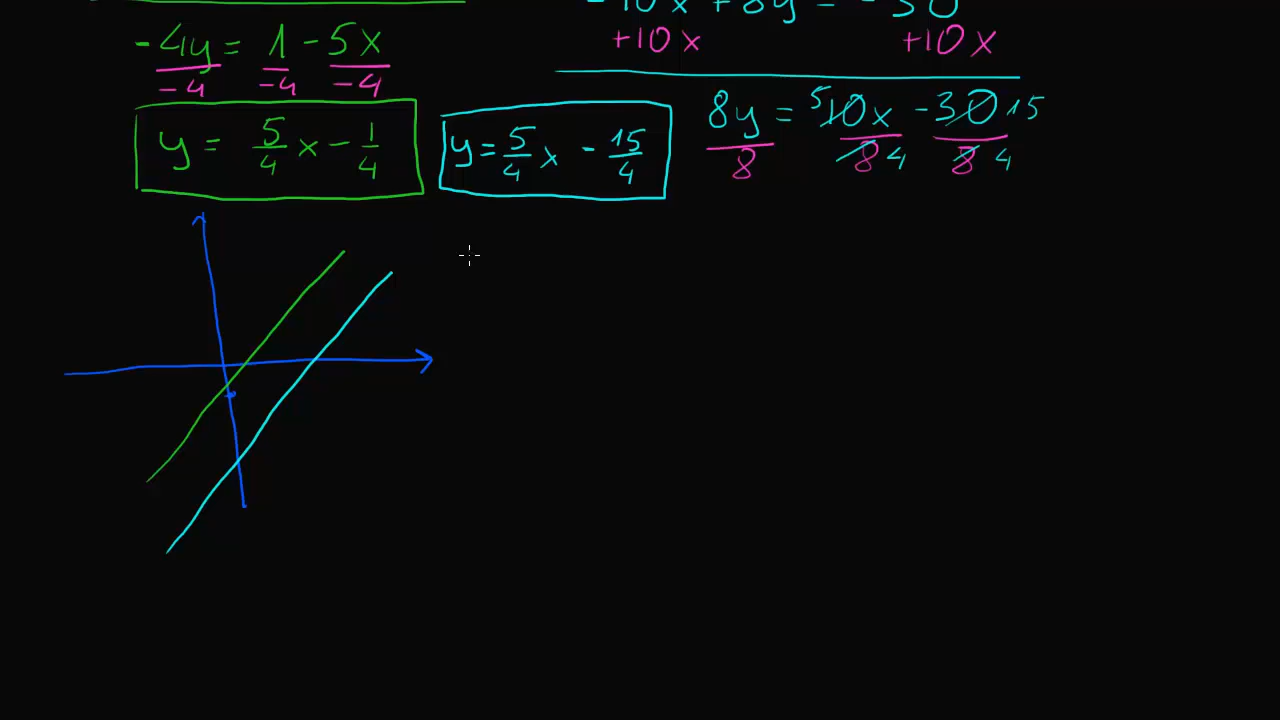 -10x + 8y = -30
+10x +10x
-4y = 1 - 5x
-4 -4 -4
y = 5/4 x - 1/4
y = 5/4 x - 15/4
8y = 5 10x - 30 15
8 8 4 8 4